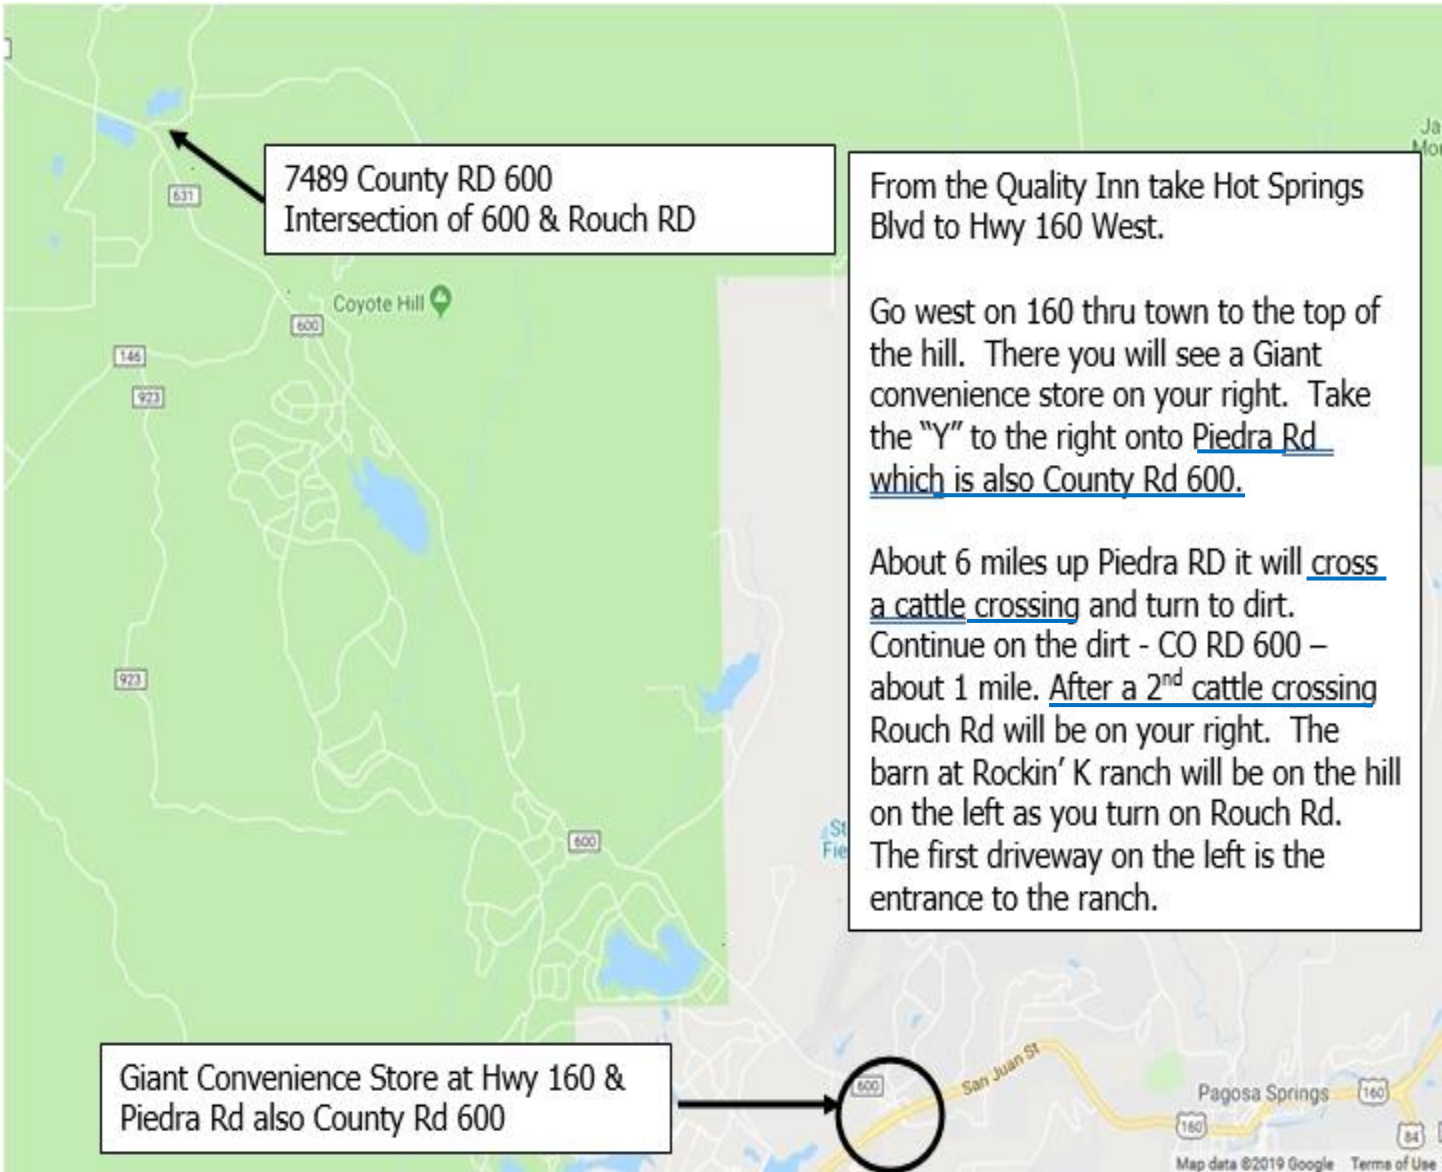 Ja
Mor
7489 County RD 600
Intersection of 600 & Rouch RD
631
Coyote Hill
600
146
923
923
600
From the Quality Inn take Hot Springs
Blvd to Hwy 160 West.
Go west on 160 thru town to the top of
the hill. There you will see a Giant
convenience store on your right. Take
the “Y” to the right onto Piedra Rd
which is also County Rd 600.
About 6 miles up Piedra RD it will cross
a cattle crossing and turn to dirt.
Continue on the dirt - CO RD 600 –
about 1 mile. After a 2nd cattle crossing
Rouch Rd will be on your right. The
barn at Rockin’ K ranch will be on the hill
on the left as you turn on Rouch Rd.
The first driveway on the left is the
entrance to the ranch.
St
Fie
Giant Convenience Store at Hwy 160 &
Piedra Rd also County Rd 600
600
San Juan St
Pagosa Springs
160
160
84
Map data ©2019 Google Terms of Use